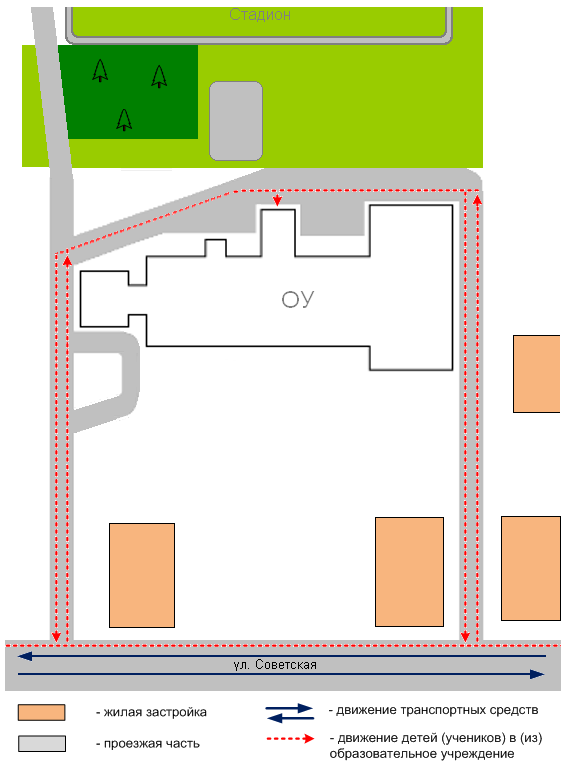 Стадион
ОУ
ул. Советская
- жилая застройка
- проезжая часть
- движение транспортных средств
- движение детей (учеников) в (из)
образовательное учреждение